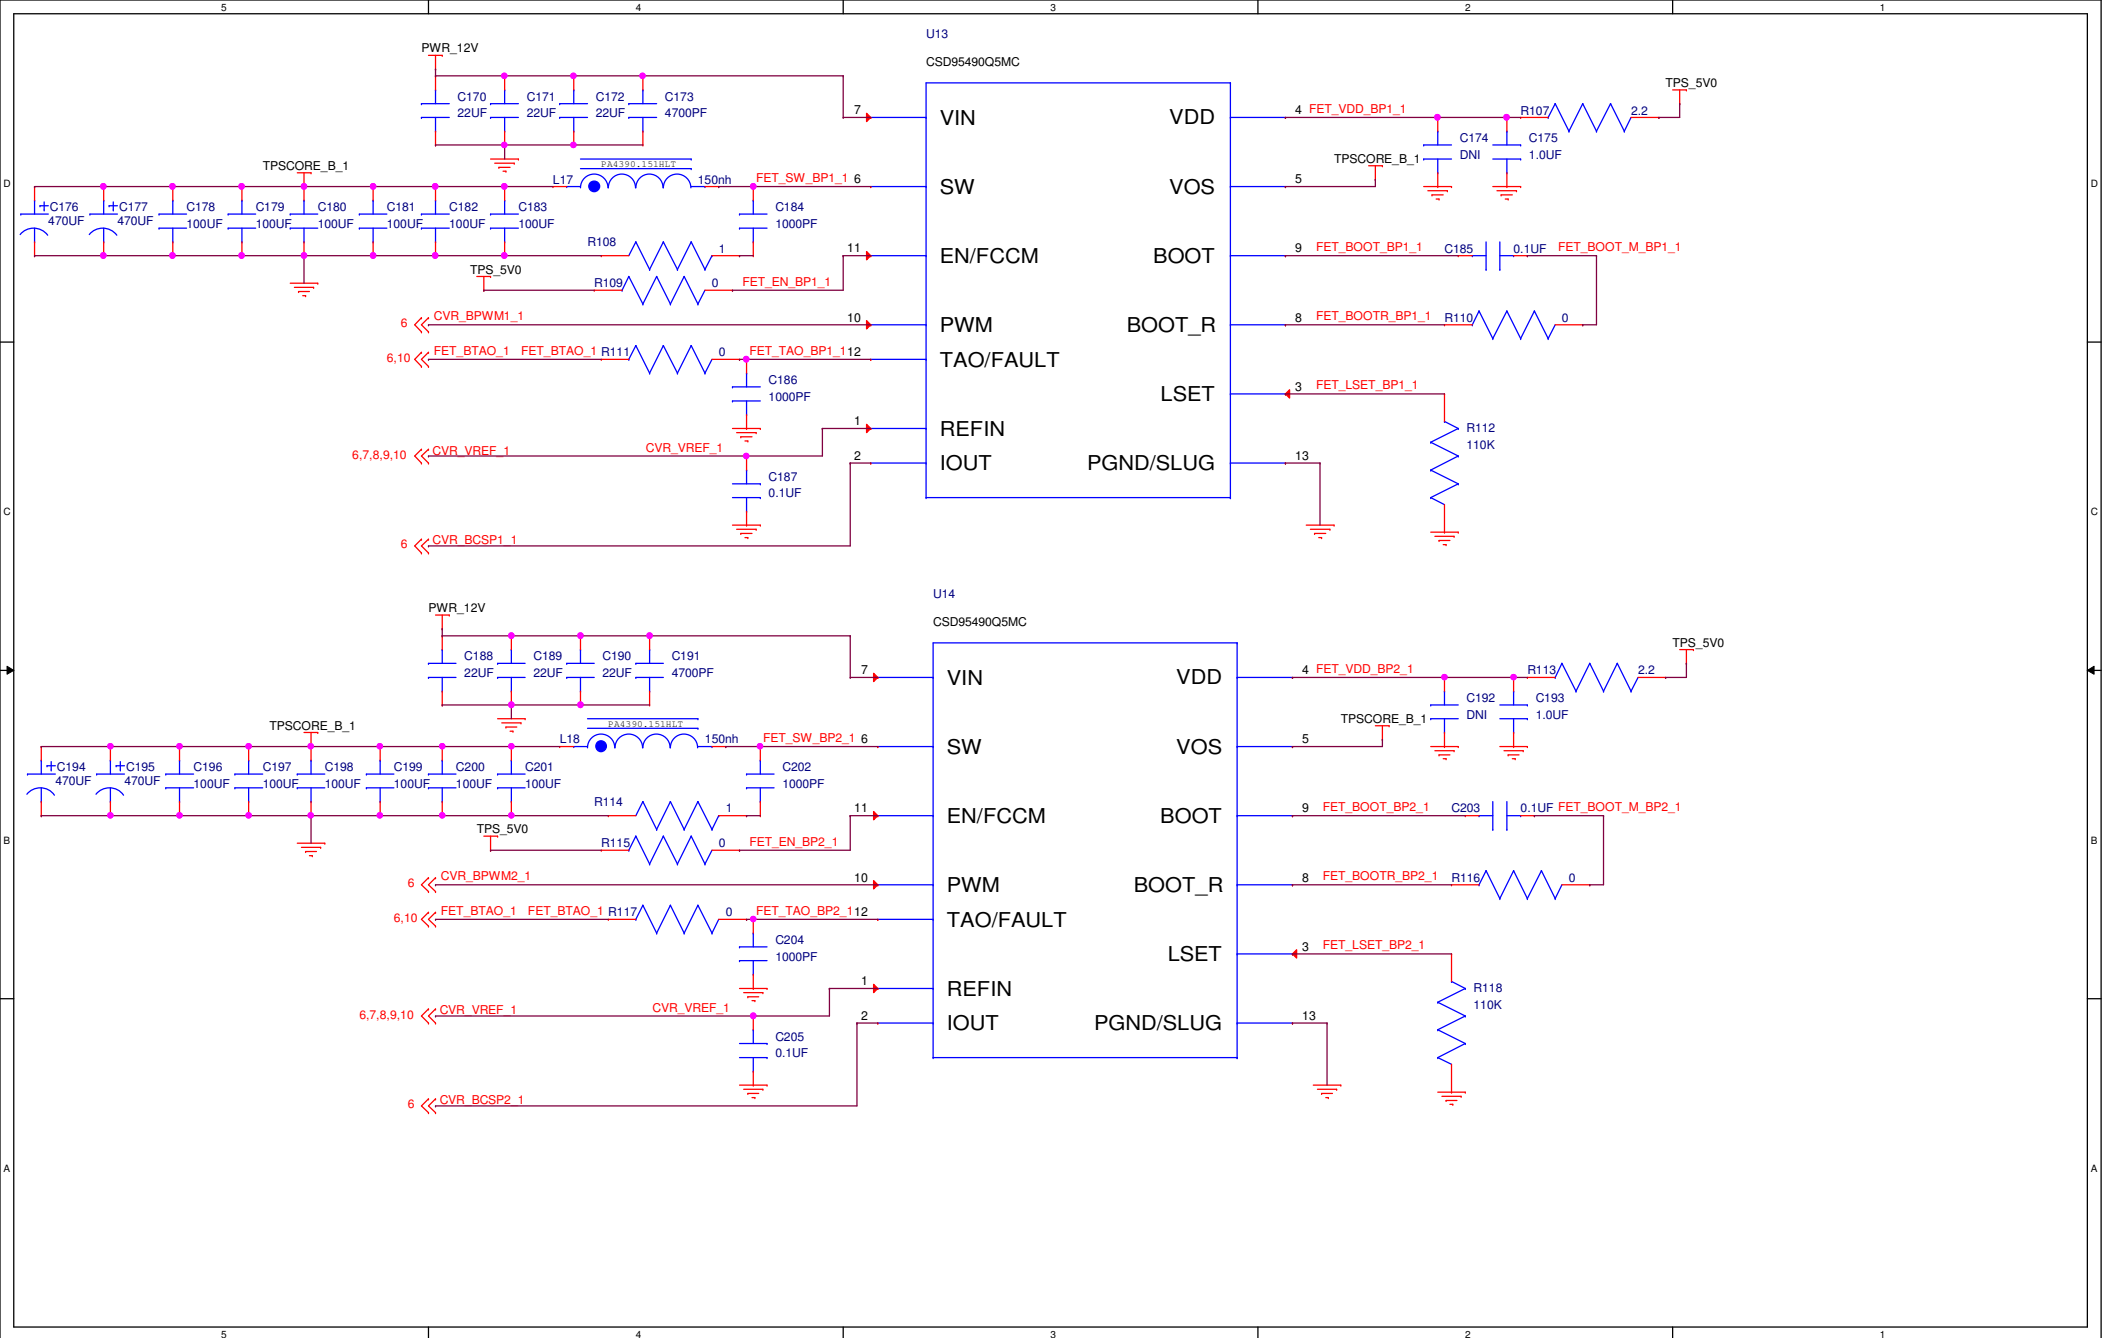 5 4 3 2 1
U13
CSD95490Q5MC
PWR_12V
C170 22UF
C171 22UF
C172 22UF
C173 4700PF
7 VIN
VDD 4 FET_VDD_BP1_1
R107 2.2
TPS_5V0
C174 DNI
C175 1.0UF
TPSCORE_B_1
L17 PA4390.151HLT 150nh
FET_SW_BP1_1 6 SW
VOS 5 TPSCORE_B_1
D D
+C176 470UF
+C177 470UF
C178 100UF
C179 100UF
C180 100UF
C181 100UF
C182 100UF
C183 100UF
C184 1000PF
R108 1
TPS_5V0
R109 0 FET_EN_BP1_1
11 EN/FCCM
BOOT 9 FET_BOOT_BP1_1 C185 0.1UF FET_BOOT_M_BP1_1
6 CVR_BPWM1_1 10 PWM
BOOT_R 8 FET_BOOTR_BP1_1 R110 0
6,10 FET_BTAO_1 FET_BTAO_1 R111 0 FET_TAO_BP1_1 12 TAO/FAULT
C186 1000PF
LSET 3 FET_LSET_BP1_1
R112 110K
6,7,8,9,10 CVR_VREF_1 CVR_VREF_1 1 REFIN
C187 0.1UF
2 IOUT
PGND/SLUG 13
C C
6 CVR_BCSP1_1
U14
CSD95490Q5MC
PWR_12V
C188 22UF
C189 22UF
C190 22UF
C191 4700PF
7 VIN
VDD 4 FET_VDD_BP2_1
R113 2.2
TPS_5V0
C192 DNI
C193 1.0UF
TPSCORE_B_1
L18 PA4390.151HLT 150nh
FET_SW_BP2_1 6 SW
VOS 5 TPSCORE_B_1
+C194 470UF
+C195 470UF
C196 100UF
C197 100UF
C198 100UF
C199 100UF
C200 100UF
C201 100UF
C202 1000PF
R114 1
TPS_5V0
R115 0 FET_EN_BP2_1
11 EN/FCCM
BOOT 9 FET_BOOT_BP2_1 C203 0.1UF FET_BOOT_M_BP2_1
B B
6 CVR_BPWM2_1 10 PWM
BOOT_R 8 FET_BOOTR_BP2_1 R116 0
6,10 FET_BTAO_1 FET_BTAO_1 R117 0 FET_TAO_BP2_1 12 TAO/FAULT
C204 1000PF
LSET 3 FET_LSET_BP2_1
R118 110K
6,7,8,9,10 CVR_VREF_1 CVR_VREF_1 1 REFIN
C205 0.1UF
2 IOUT
PGND/SLUG 13
6 CVR_BCSP2_1
A A
5 4 3 2 1